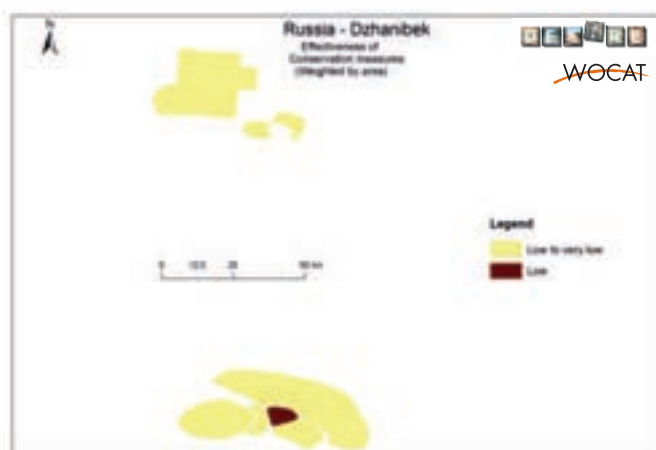 N
Russia - Dzhanibek
Effectiveness of
Conservation measures
(Weighted by area)
DESIRE
WOCAT
0 12.5 25 50 km
Legend
Low to very low
Low